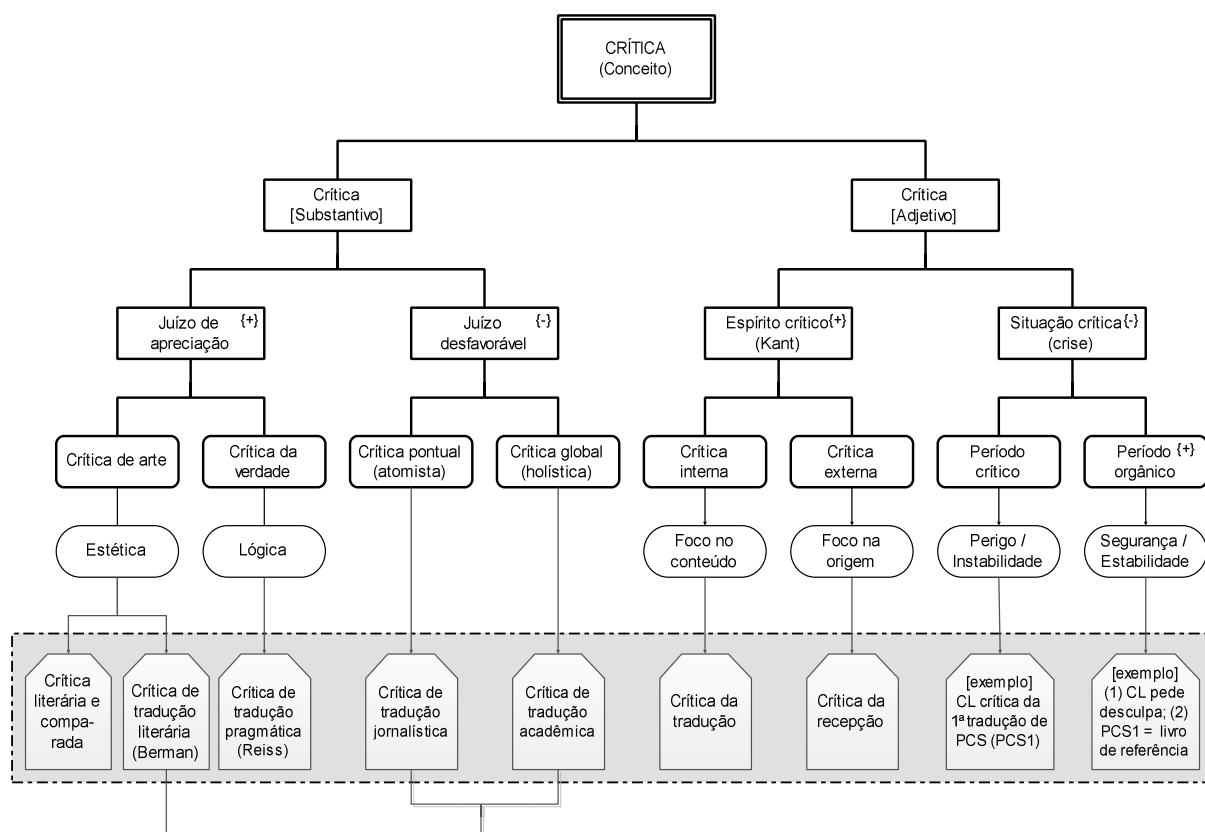 CRÍTICA
(Conceito)
Crítica
[Substantivo]
Crítica
[Adjetivo]
Juízo de {+}
apreciação
Juízo {-}
desfavorável
Espírito crítico {+}
(Kant)
Situação crítica {-}
(crise)
Crítica de arte
Crítica da
verdade
Crítica pontual
(atomista)
Crítica global
(holística)
Crítica
interna
Crítica
externa
Período
crítico
Período {+}
orgânico
Estética
Lógica
Foco no
conteúdo
Foco na
origem
Perigo /
Instabilidade
Segurança /
Estabilidade
Crítica
literária e
compa-
rada
Crítica de
tradução
literária
(Berman)
Crítica de
tradução
pragmática
(Reiss)
Crítica de
tradução
jornalística
Crítica de
tradução
acadêmica
Crítica da
tradução
Crítica da
recepção
[exemplo]
CL crítica da
1ª tradução de
PCS (PCS1)
[exemplo]
(1) CL pede
desculpa; (2)
PCS1 = livro
de referência